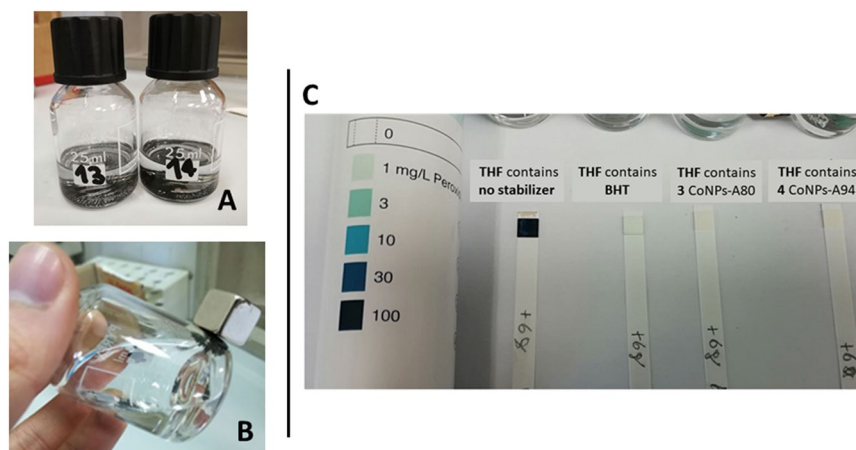 25ml
13
25ml
14
A
B
C
0
1 mg/L
3
10
30
100
THF contains
no stabilizer
THF contains
BHT
THF contains
3 CoNPs-A80
THF contains
4 CoNPs-A94